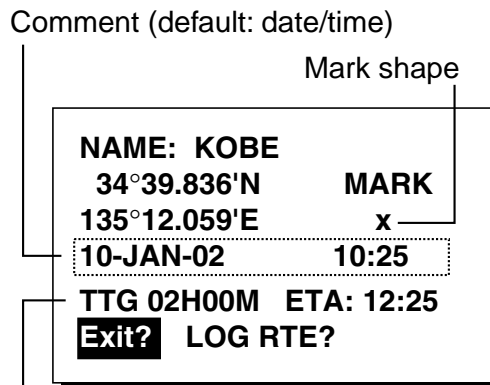 Comment (default: date/time)
Mark shape
NAME: KOBE
34°39.836'N MARK
135°12.059'E x
10-JAN-02 10:25
TTG 02H00M ETA: 12:25
Exit? LOG RTE?